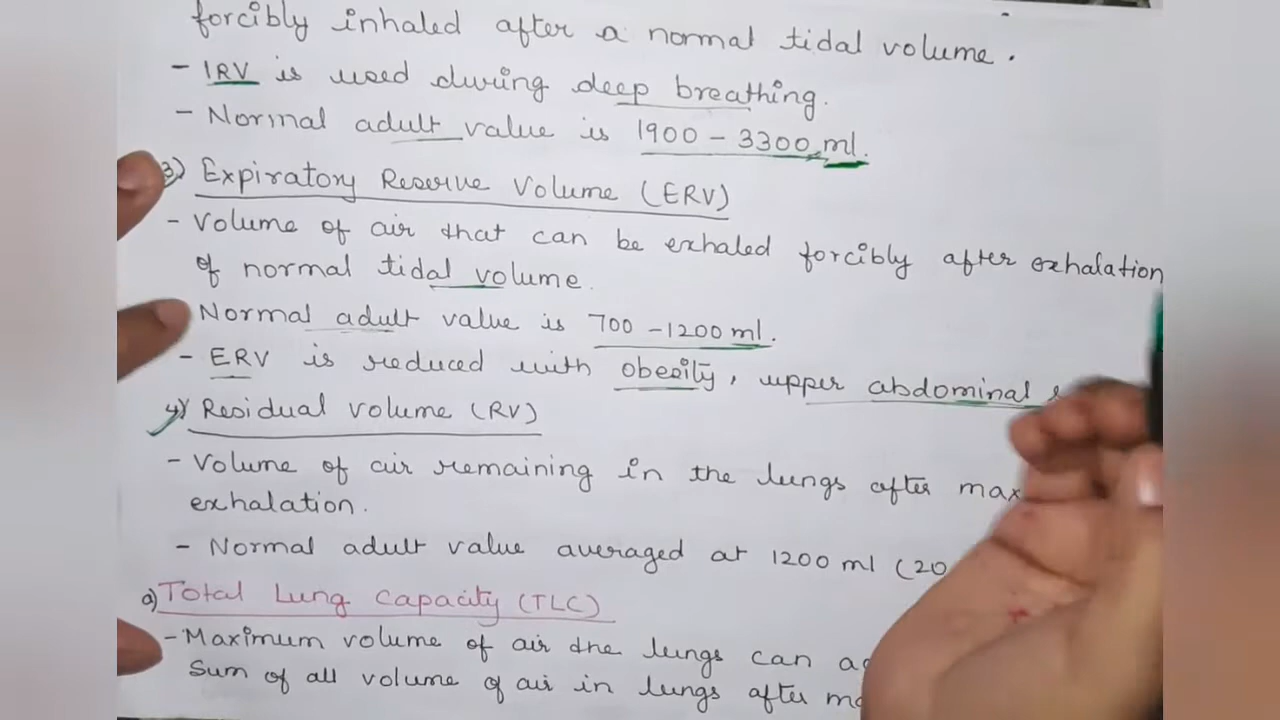 forcibly inhaled after a normal tidal volume.
- IRV is used during deep breathing.
- Normal adult value is 1900 - 3300 ml.
3) Expiratory Reserve Volume (ERV)
- Volume of air that can be exhaled forcibly after exhalation
of normal tidal volume.
Normal adult value is 700 - 1200 ml.
- ERV is reduced with obesity, upper abdominal
4) Residual volume (RV)
- Volume of air remaining in the lungs after
exhalation.
- Normal adult value averaged at 1200 ml (20
a) Total Lung Capacity (TLC)
- Maximum volume of air the lungs can
Sum of all volume of air in lungs after